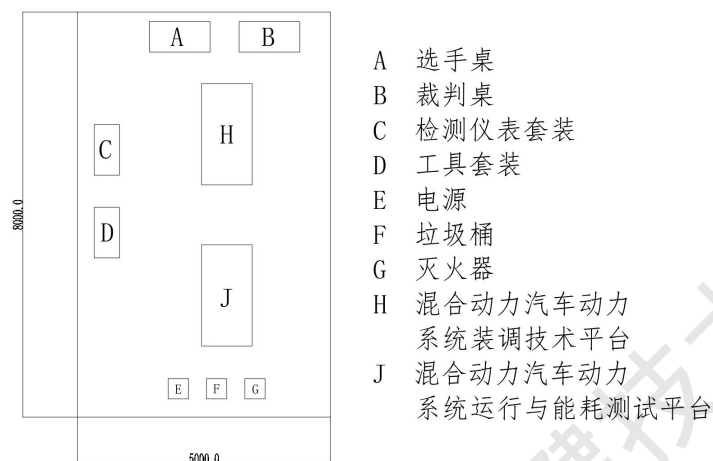 A B
H
C
D
J
E F G
8000.0
5000.0
A 选手桌
B 裁判桌
C 检测仪表套装
D 工具套装
E 电源
F 垃圾桶
G 灭火器
H 混合动力汽车动力
系统装调技术平台
J 混合动力汽车动力
系统运行与能耗测试平台